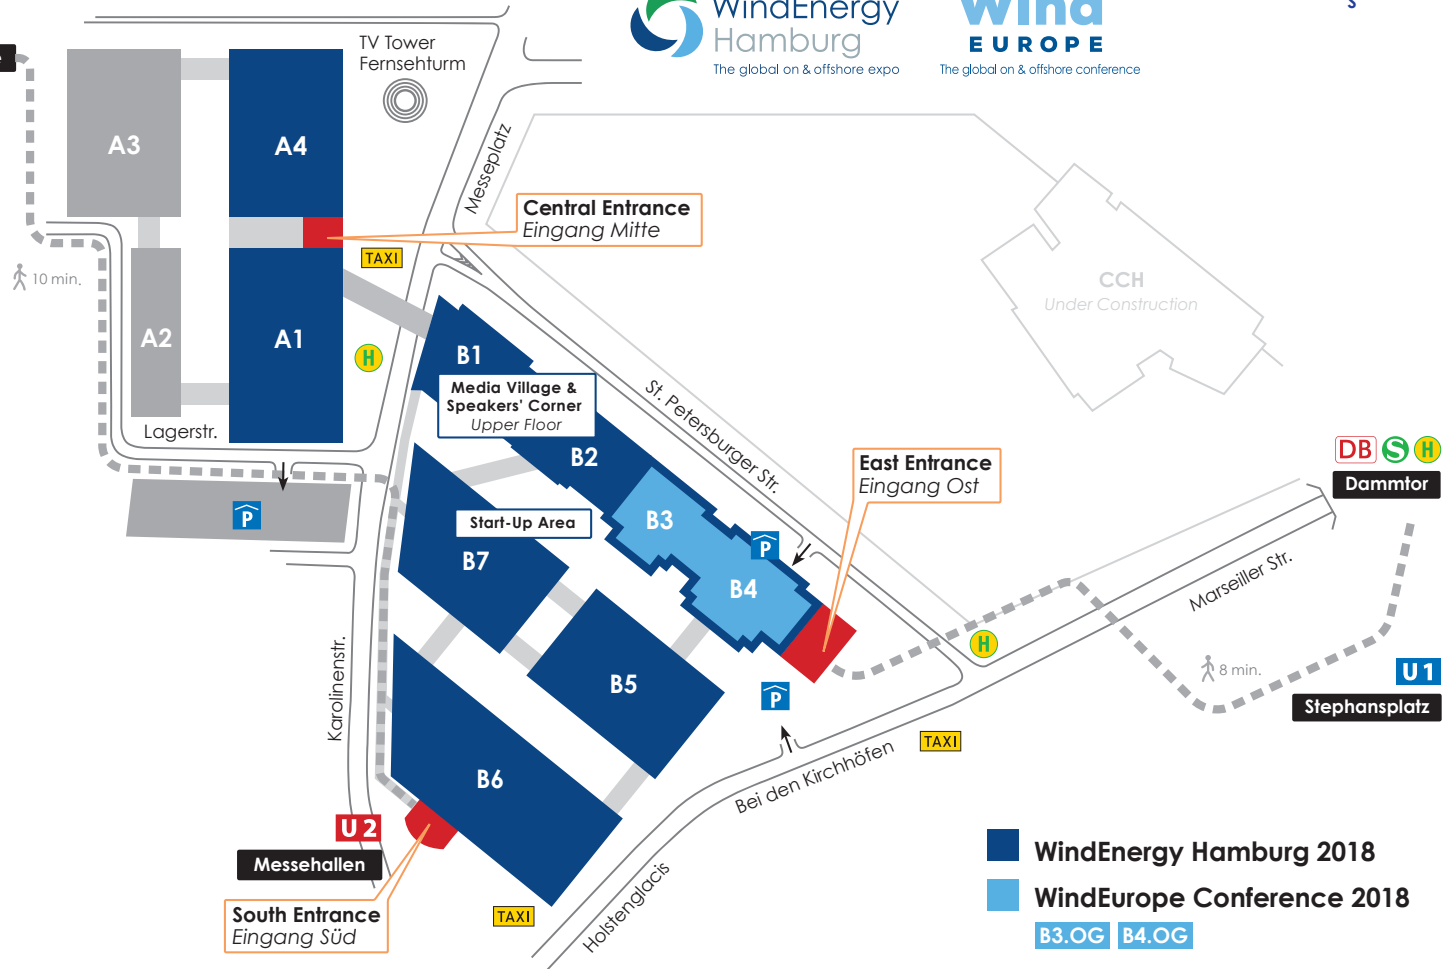 WindEnergy
Hamburg
The global on & offshore expo
Wind
EUROPE
The global on & offshore conference
s
e
TV Tower
Fernsehturm
A3
A4
Messeplatz
Central Entrance
Eingang Mitte
TAXI
10 min.
CCH
Under Construction
A2
A1
H
B1
Media Village &
Speakers' Corner
Upper Floor
St. Petersburger Str.
Lagerstr.
B2
East Entrance
Eingang Ost
DB S H
Dammtor
P
Start-Up Area
B3
P
B7
B4
Marseiller Str.
Karolinenstr.
H
8 min.
U1
Stephansplatz
B5
P
TAXI
Bei den Kirchhöfen
B6
U2
Messehallen
South Entrance
Eingang Süd
TAXI
Holstenglacis
WindEnergy Hamburg 2018
WindEurope Conference 2018
B3.OG B4.OG